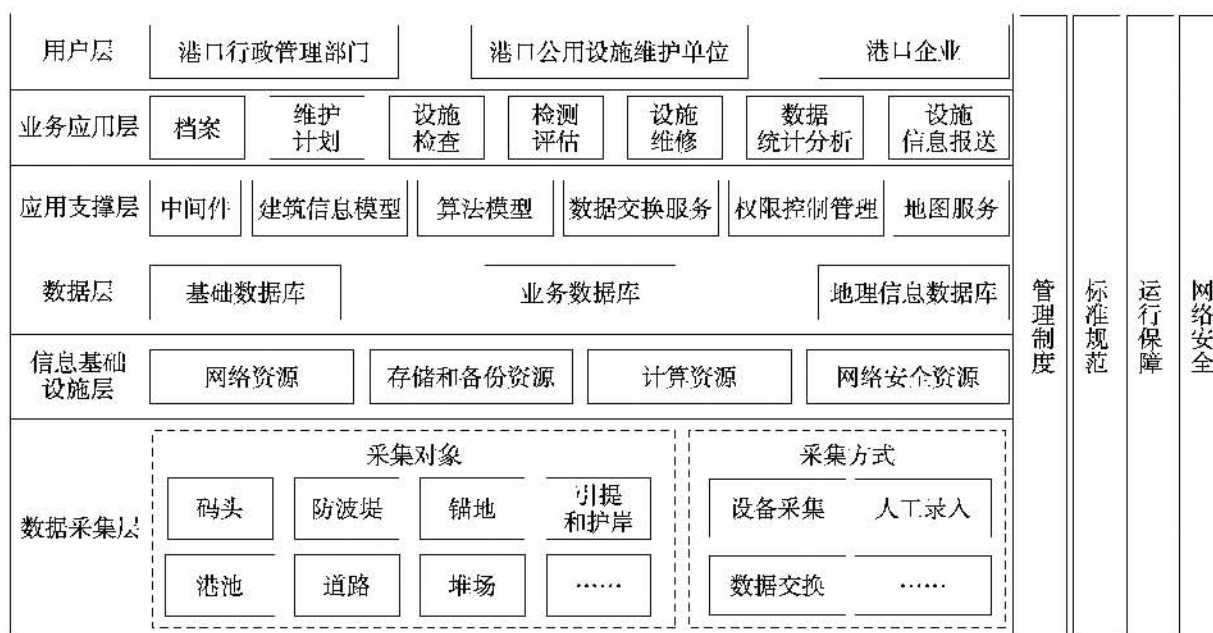 用户层
港口行政管理部门
港口公用设施维护单位
港口企业
业务应用层
档案
维护
计划
设施
检查
检测
评估
设施
维修
数据
统计分析
设施
信息报送
应用支撑层
中间件
建筑信息模型
算法模型
数据交换服务
权限控制管理
地图服务
数据层
基础数据库
业务数据库
地理信息数据库
信息基础
设施层
网络资源
存储和备份资源
计算资源
网络安全资源
数据采集层
采集对象
码头
防波堤
锚地
引提
和护岸
港池
道路
堆场
……
采集方式
设备采集
人工录入
数据交换
……
管理制度
标准规范
运行保障
网络安全